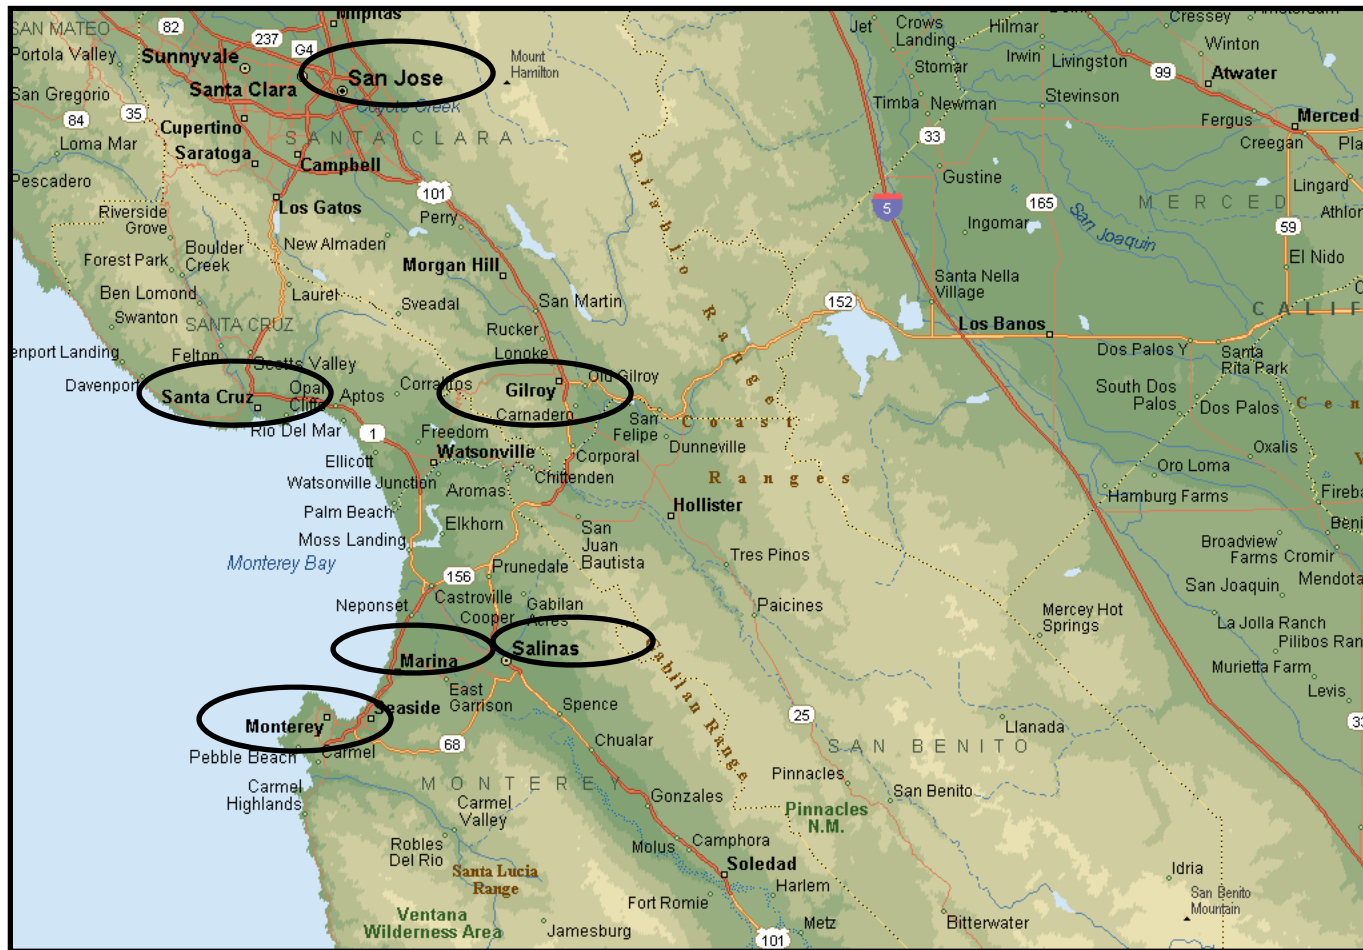 Milpitas
SAN MATEO
82
Portola Valley
237
G4
Sunnyvale
San Jose
Mount
Hamilton
Santa Clara
Coyote Creek
San Gregorio
84
35
Cupertino
SANTA CLARA
Loma Mar
Saratoga
Campbell
Pescadero
101
Los Gatos
Riverside
Grove
Perry
New Almaden
Boulder
Creek
Forest Park
Morgan Hill
Ben Lomond
Laurel
Sveadal
San Martin
Swanton
SANTA CRUZ
Rucker
Lonoke
enport Landing
Felton
Scotts Valley
Davenport
Santa Cruz
Opal
Cliffs
Aptos
Corralitos
Gilroy
Old Gilroy
Carnadero
Rio Del Mar
1
Freedom
San
Felipe
Dunneville
Ellicott
Watsonville
Corporal
Watsonville Junction
Chittenden
Aromas
Palm Beach
Hollister
Elkhorn
San
Juan
Bautista
Moss Landing
Monterey Bay
Tres Pinos
Prunedale
156
Castroville
Neponset
Cooper
Gabilan
Acres
Paicines
Marina
Salinas
Gabilan Range
East
Garrison
Monterey
Seaside
Spence
25
68
Chualar
Pebble Beach
Carmel
SAN BENITO
Llanada
MONTEREY
Carmel
Highlands
Carmel
Valley
Gonzales
Pinnacles
San Benito
Pinnacles
N.M.
Robles
Del Rio
Molus
Camphora
Santa Lucia
Range
Soledad
Harlem
Fort Romie
Ventana
Wilderness Area
Metz
Jamesburg
101
Bitterwater
Idria
San Benito
Mountain
Diablo Range
Coast
Ranges
Jet
Crows
Landing
Hilmar
Cressey
Stomar
Irwin
Livingston
Winton
99
Atwater
Timba
Newman
Stevinson
Fergus
Merced
33
Creegan
Pla
Gustine
Lingard
5
165
MERCED
Athlon
Ingomar
San Joaquin
59
El Nido
Santa Nella
Village
152
CALIF
Los Banos
Dos Palos Y
Santa
Rita Park
South Dos
Palos
Dos Palos
Cen
Oxalis
Oro Loma
Hamburg Farms
Fireba
Broadview
Farms
Cromir
Beni
San Joaquin
Mendota
Mercey Hot
Springs
La Jolla Ranch
Pilibos Ran
Murietta Farm
Levis
33